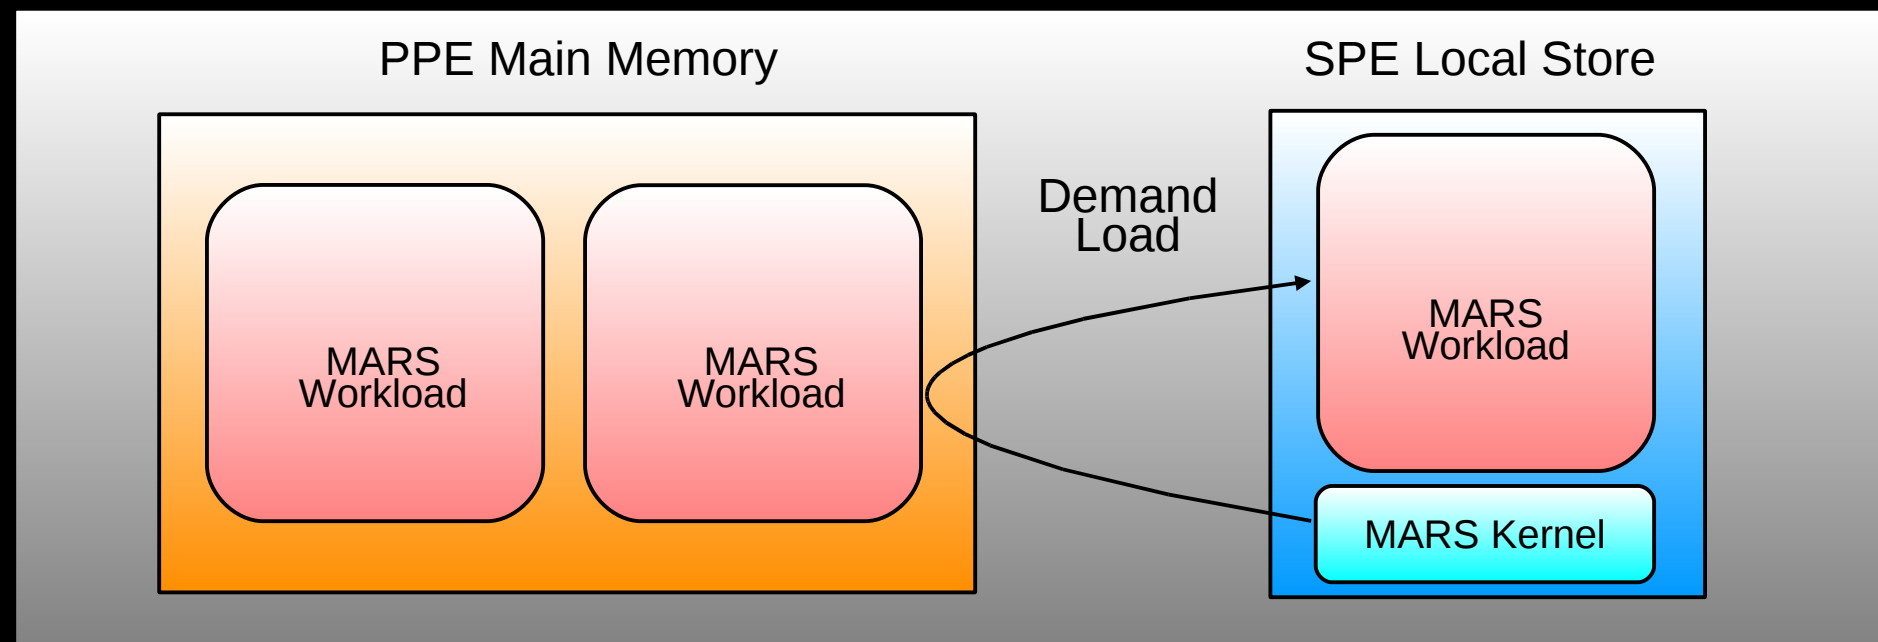 PPE Main Memory
SPE Local Store
Demand
Load
MARS
Workload
MARS
Workload
MARS
Workload
MARS Kernel